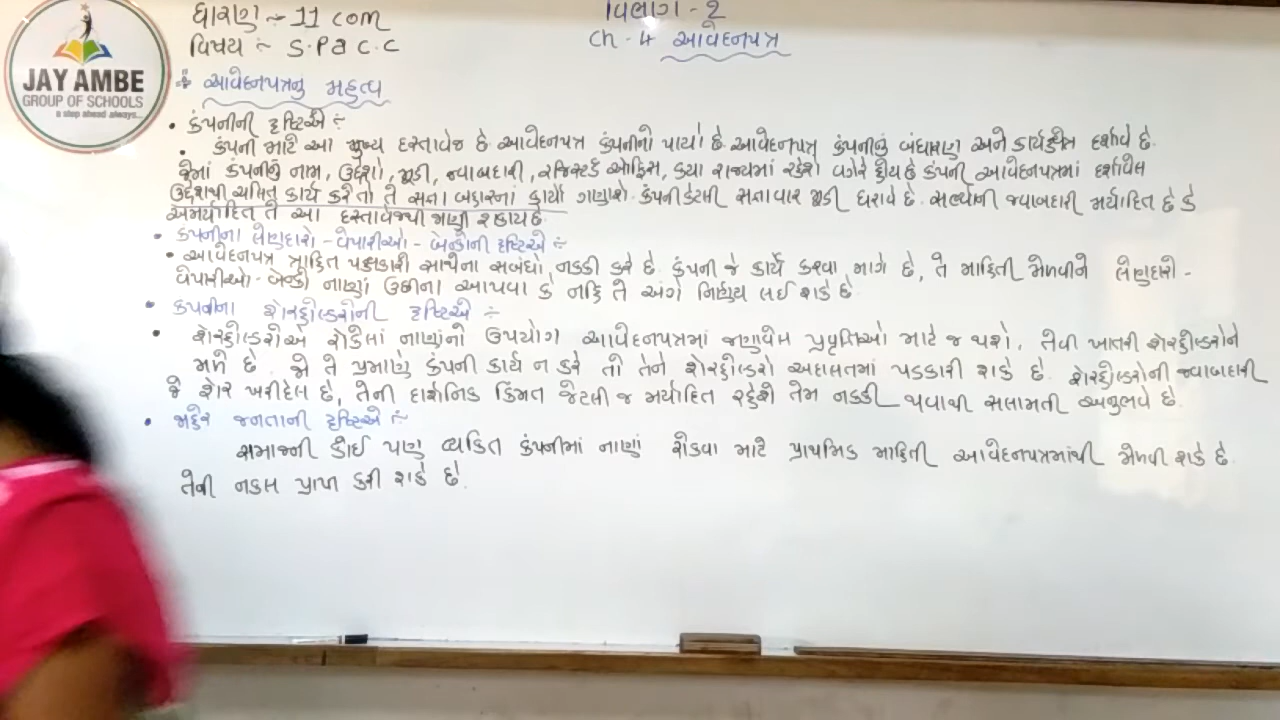 JAY AMBE
GROUP OF SCHOOLS
a step ahead always...
ધોરણ :- 11 com
વિષય :- S.P a C.C
વિભાગ - 2
Ch - 4 આવેદનપત્ર
* આવેદનપત્રનું મહત્વ
• કંપનીની દૃષ્ટિએ :-
• કંપની માટે આ મુખ્ય દસ્તાવેજ છે. આવેદનપત્ર કંપનીનો પાયો છે. આવેદનપત્ર કંપનીનું બંધારણ અને કાર્યક્ષેત્ર દર્શાવે છે.
જેમાં કંપનીનું નામ, ઉદ્દેશો, મૂડી, જવાબદારી, રજિસ્ટર્ડ ઓફિસ, કયા રાજ્યમાં રહેશે વગેરે હોય છે કંપની આવેદનપત્રમાં દર્શાવેલ
ઉદ્દેશથી કાર્ય કરે તો તે સત્તા બહારનાં કાર્યો ગણાશે. કંપની કેટલી સત્તાવાર મૂડી ધરાવે છે. સભ્યોની જવાબદારી મર્યાદિત છે કે
અમર્યાદિત તે આ દસ્તાવેજથી જાણી શકાય છે
• કંપનીના લેણદારો - વેપારીઓ - બેન્કોની દૃષ્ટિએ :-
• આવેદનપત્ર ત્રાહિત પક્ષકારો સાથેના સબંધો નક્કી કરે છે. કંપની જે કાર્ય કરવા માગે છે, તે માહિતી મેળવીને લેણદારો -
વેપારીઓ - બેન્કો નાણાં ઉછીના આપવા કે નહિ તે અંગે નિર્ણય લઈ શકે છે
• કંપનીના શેરહોલ્ડરોની દૃષ્ટિએ :-
• શેરહોલ્ડરોએ રોકેલાં નાણાંનો ઉપયોગ આવેદનપત્રમાં જણાવેલ પ્રવૃત્તિઓ માટે જ થશે. તેવી ખાતરી શેરહોલ્ડરોને
મળે છે. જો તે પ્રમાણે કંપની કાર્ય ન કરે તો તેને શેરહોલ્ડરો અદાલતમાં પડકારી શકે છે. શેરહોલ્ડરોની જવાબદારી
જે શેર ખરીદેલ છે, તેની દાર્શનિક કિંમત જેટલી જ મર્યાદિત રહેશે તેમ નક્કી થવાથી સલામતી અનુભવે છે.
• જાહેર જનતાની દૃષ્ટિએ :-
સમાજની કોઈ પણ વ્યકિત કંપનીમાં નાણાં રોકવા માટે પ્રાથમિક માહિતી આવેદનપત્રમાંથી મેળવી શકે છે.
તેની નકલ પ્રાપ્ત કરી શકે છે.